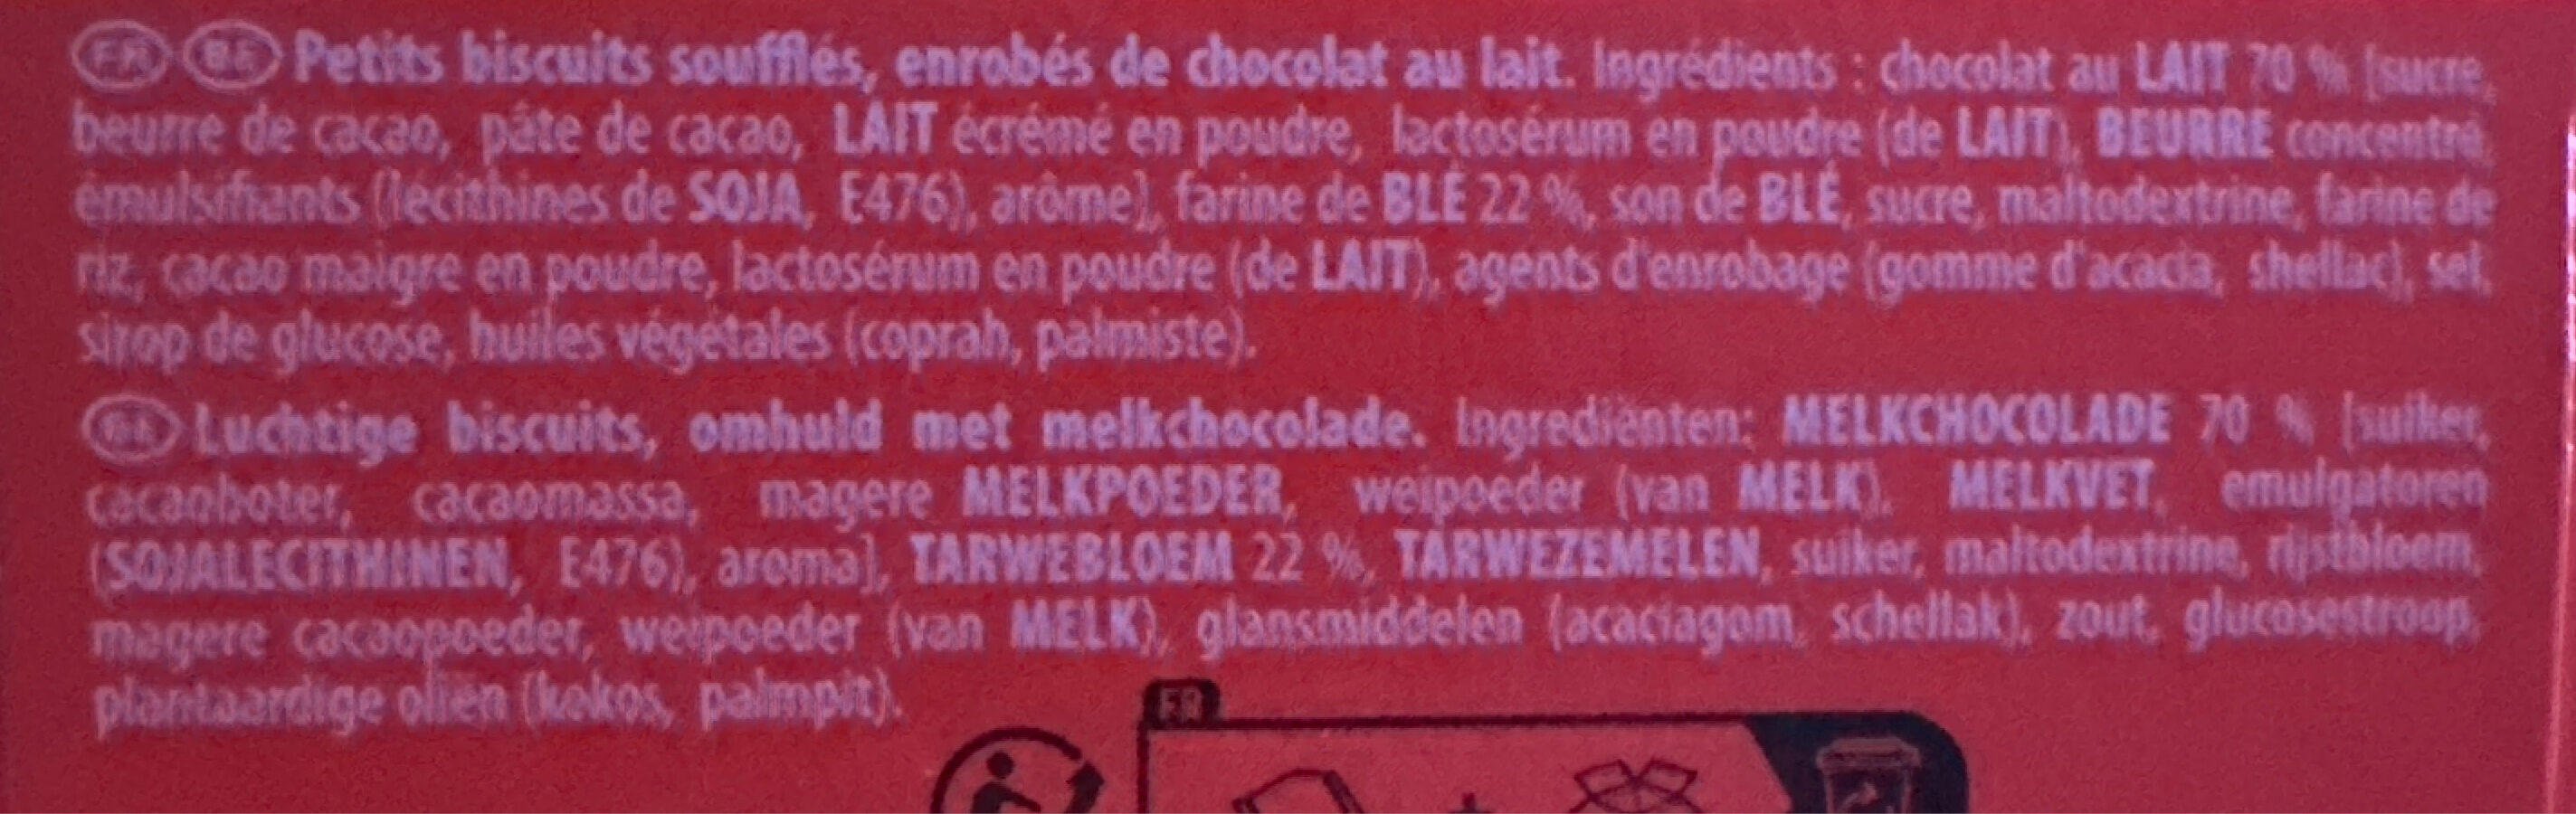 FR BE Petits biscuits soufflés, enrobés de chocolat au lait. Ingrédients : chocolat au LAIT 70 % [sucre,
beurre de cacao, pâte de cacao, LAIT écrémé en poudre, lactosérum en poudre (de LAIT), BEURRE concentré,
émulsifiants (lécithines de SOJA, E476), arôme], farine de BLÉ 22 %, son de BLÉ, sucre, maltodextrine, farine de
riz, cacao maigre en poudre, lactosérum en poudre (de LAIT), agents d'enrobage (gomme d'acacia, shellac), sel,
sirop de glucose, huiles végétales (coprah, palmiste).
BE Luchtige biscuits, omhuld met melkchocolade. Ingrediënten: MELKCHOCOLADE 70 % [suiker,
cacaoboter, cacaomassa, magere MELKPOEDER, weipoeder (van MELK), MELKVET, emulgatoren
(SOJALECITHINEN, E476), aroma], TARWEBLOEM 22 %, TARWEZEMELEN, suiker, maltodextrine, rijstbloem,
magere cacaopoeder, weipoeder (van MELK), glansmiddelen (acaciagom, schellak), zout, glucosestroop,
plantaardige oliën (kokos, palmpit).
FR